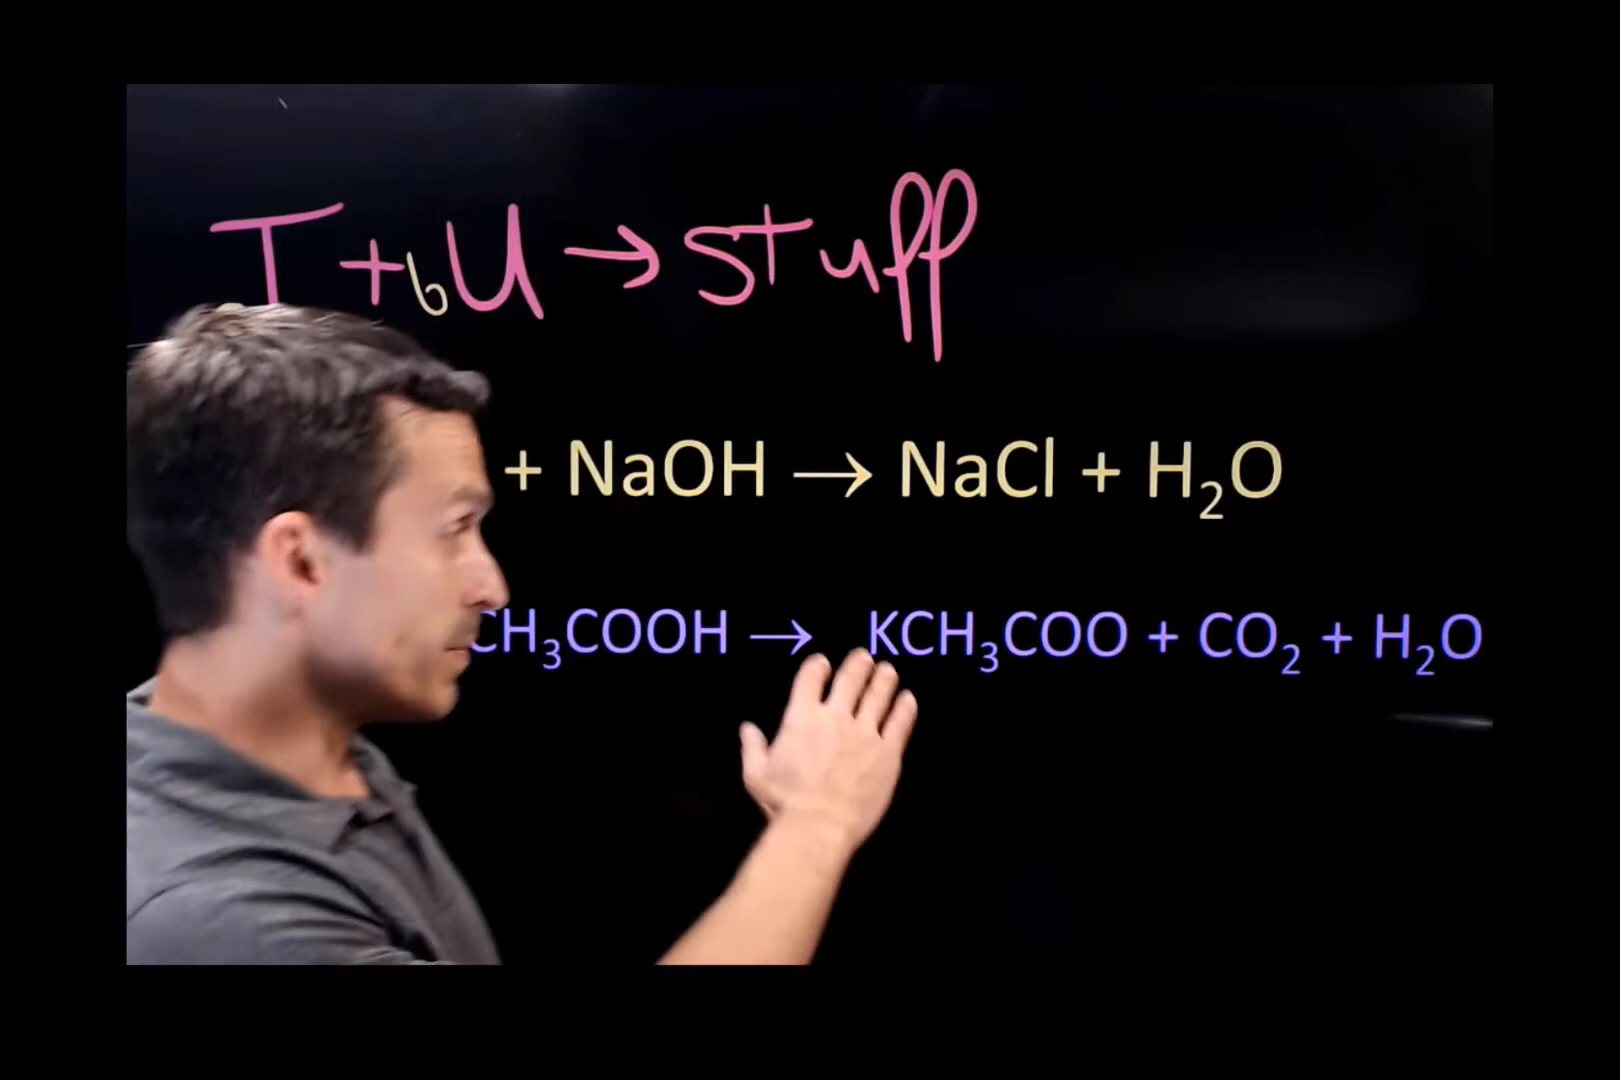 T + 6U → stuff
+ NaOH → NaCl + H₂O
CH₃COOH → KCH₃COO + CO₂ + H₂O